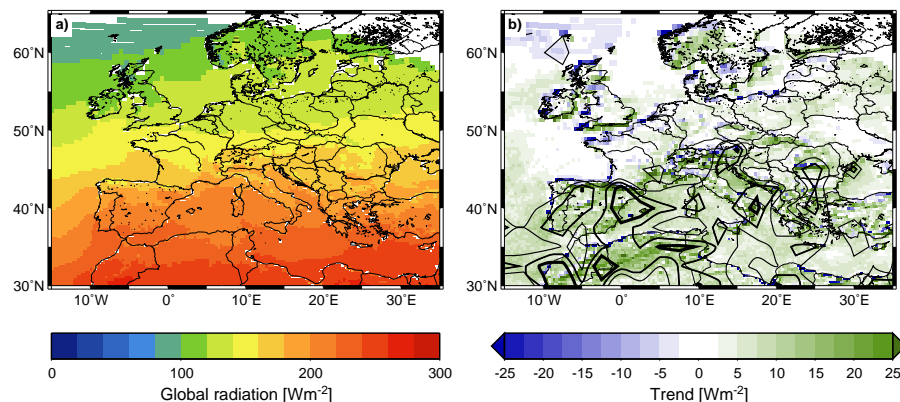 a)
60˚N
50˚N
40˚N
30˚N
10˚W 0˚ 10˚E 20˚E 30˚E
0 100 200 300
Global radiation [Wm-2]
b)
60˚N
50˚N
40˚N
30˚N
10˚W 0˚ 10˚E 20˚E 30˚E
-25 -20 -15 -10 -5 0 5 10 15 20 25
Trend [Wm-2]